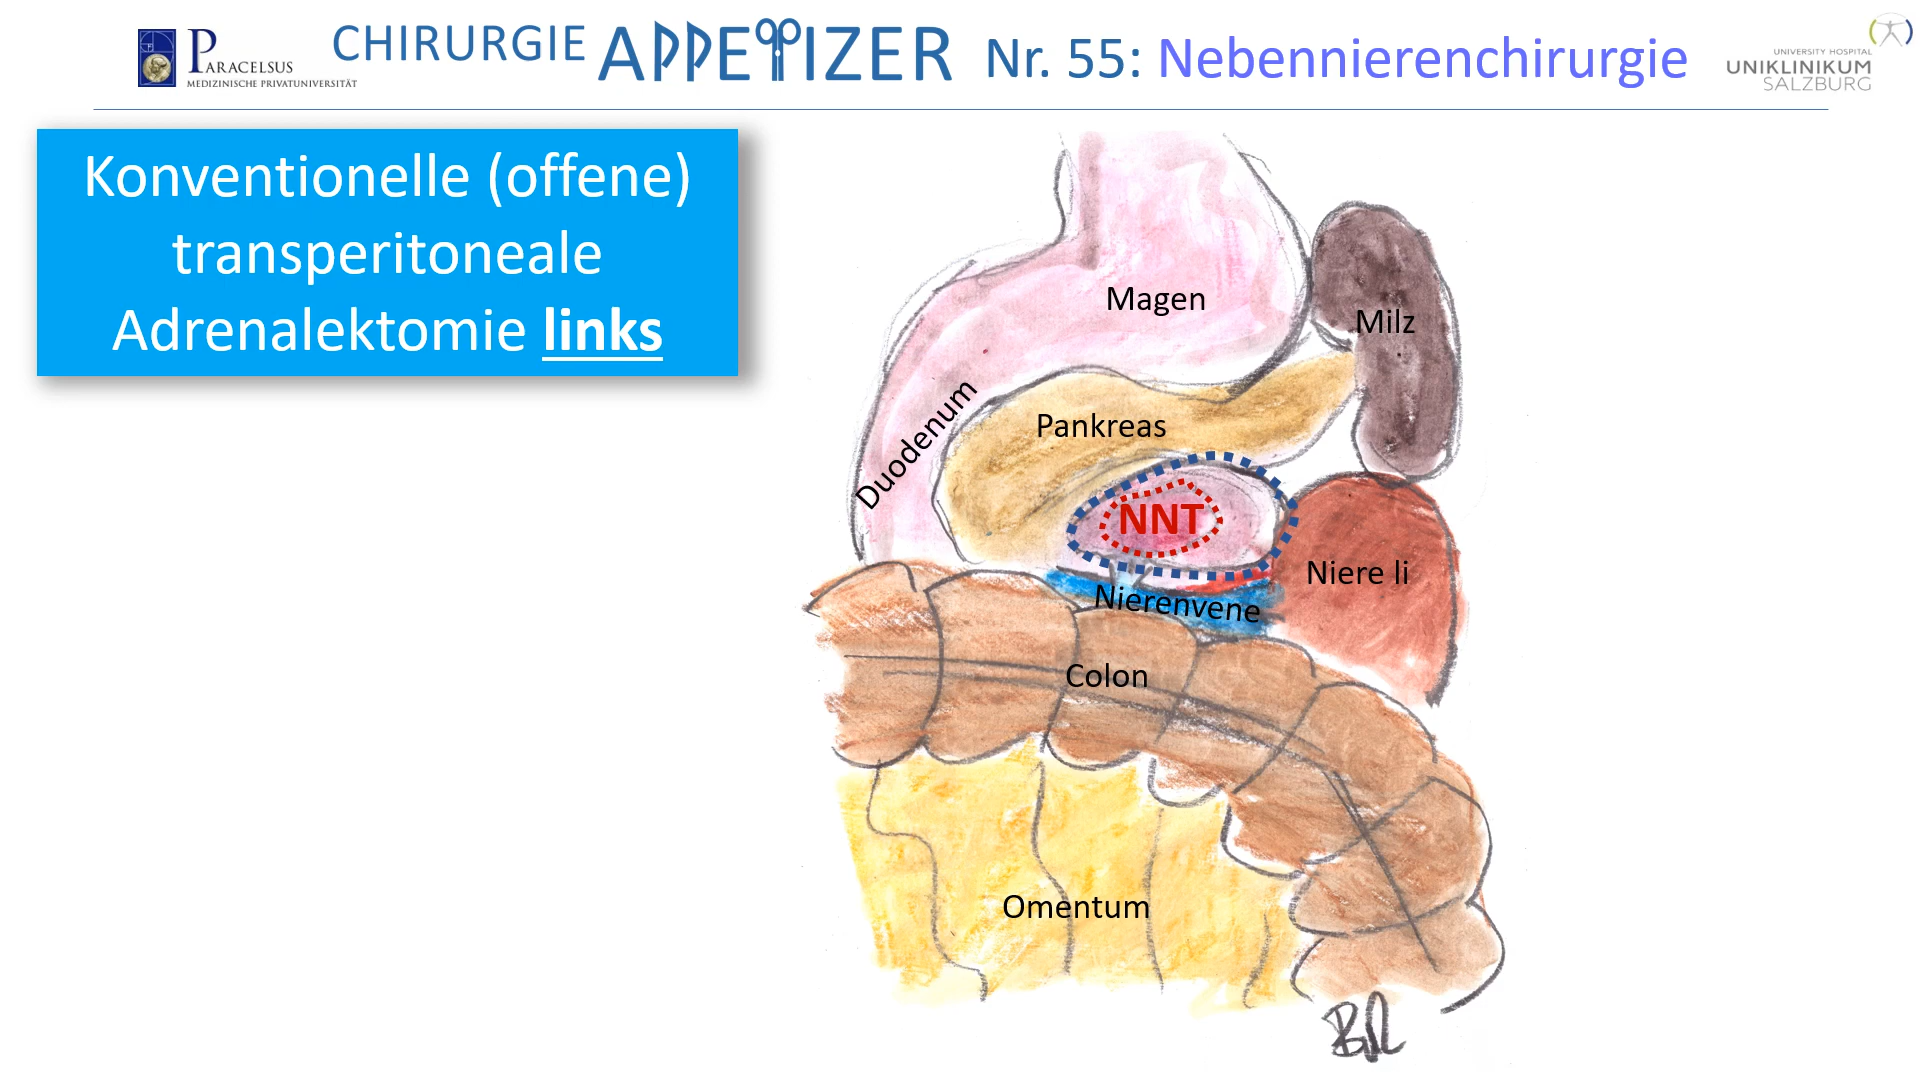 PARACELSUS
MEDIZINISCHE PRIVATUNIVERSITÄT
CHIRURGIE APPETIZER Nr. 55: Nebennierenchirurgie
UNIVERSITY HOSPITAL
UNIKLINIKUM
SALZBURG
Konventionelle (offene)
transperitoneale
Adrenalektomie links
Magen
Milz
Duodenum
Pankreas
NNT
Niere li
Nierenvene
Colon
Omentum